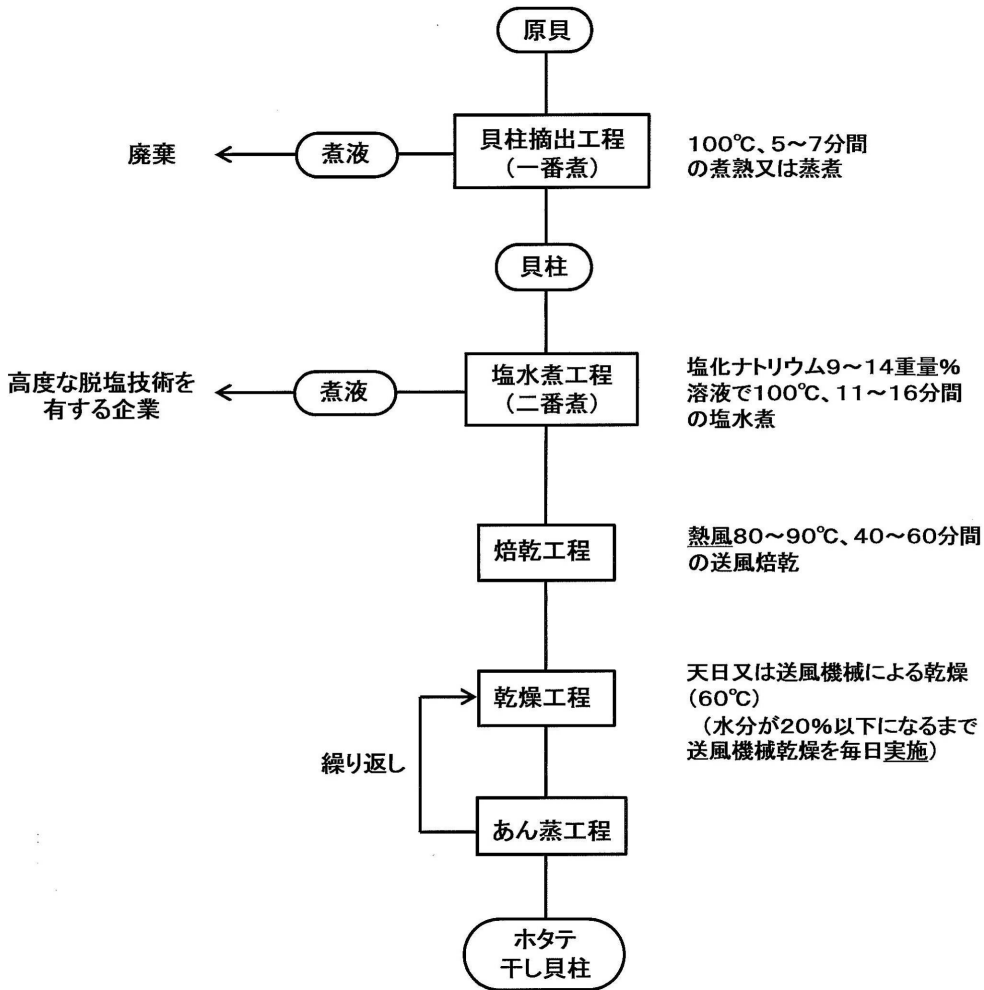 原貝
廃棄
煮液
貝柱摘出工程
(一番煮)
100℃、5～7分間
の煮熟又は蒸煮
貝柱
高度な脱塩技術を
有する企業
煮液
塩水煮工程
(二番煮)
塩化ナトリウム9～14重量%
溶液で100℃、11～16分間
の塩水煮
焙乾工程
熱風80～90℃、40～60分間
の送風焙乾
乾燥工程
天日又は送風機械による乾燥
(60℃)
(水分が20%以下になるまで
送風機械乾燥を毎日実施)
繰り返し
あん蒸工程
ホタテ
干し貝柱